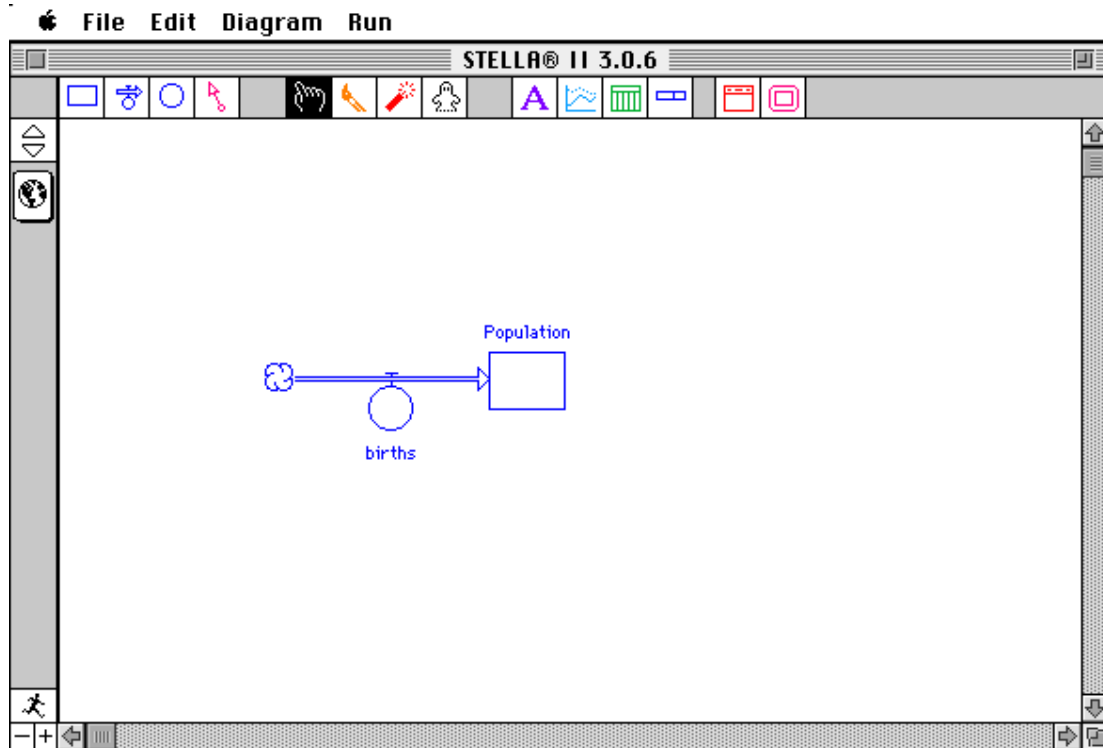 File Edit Diagram Run
STELLA® II 3.0.6
A
Population
births